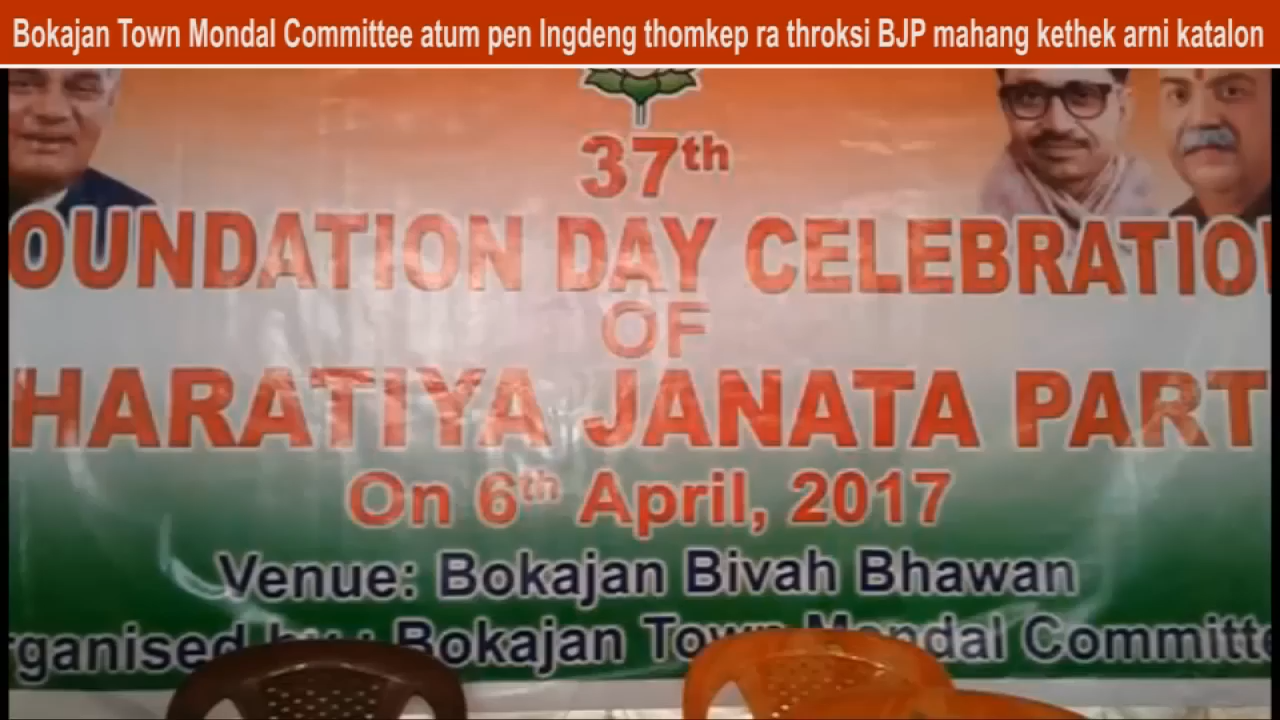 Bokajan Town Mondal Committee atum pen Ingdeng thomkep ra throksi BJP mahang kethek arni katalon
37th
OUNDATION DAY CELEBRATIO
OF
HARATIYA JANATA PART
On 6th April, 2017
Venue: Bokajan Bivah Bhawan
rganised by : Bokajan Town Mondal Committe